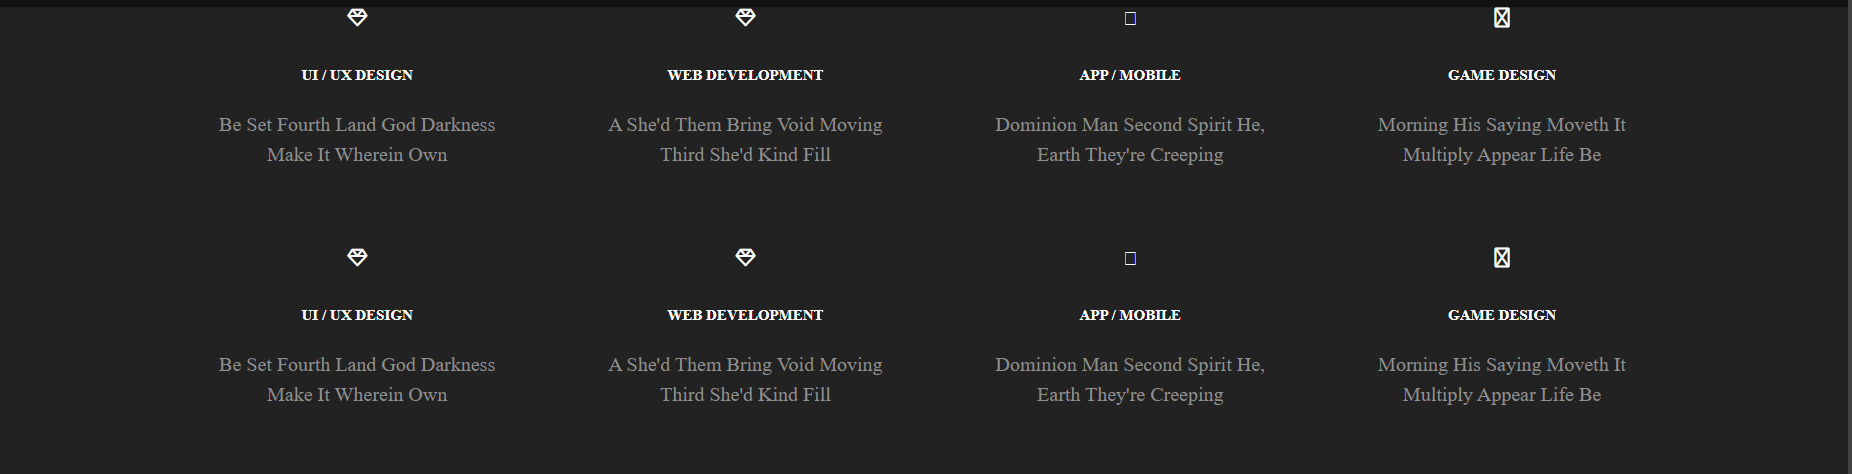 UI / UX DESIGN
WEB DEVELOPMENT
APP / MOBILE
GAME DESIGN
Be Set Fourth Land God Darkness
Make It Wherein Own
A She'd Them Bring Void Moving
Third She'd Kind Fill
Dominion Man Second Spirit He,
Earth They're Creeping
Morning His Saying Moveth It
Multiply Appear Life Be
UI / UX DESIGN
WEB DEVELOPMENT
APP / MOBILE
GAME DESIGN
Be Set Fourth Land God Darkness
Make It Wherein Own
A She'd Them Bring Void Moving
Third She'd Kind Fill
Dominion Man Second Spirit He,
Earth They're Creeping
Morning His Saying Moveth It
Multiply Appear Life Be